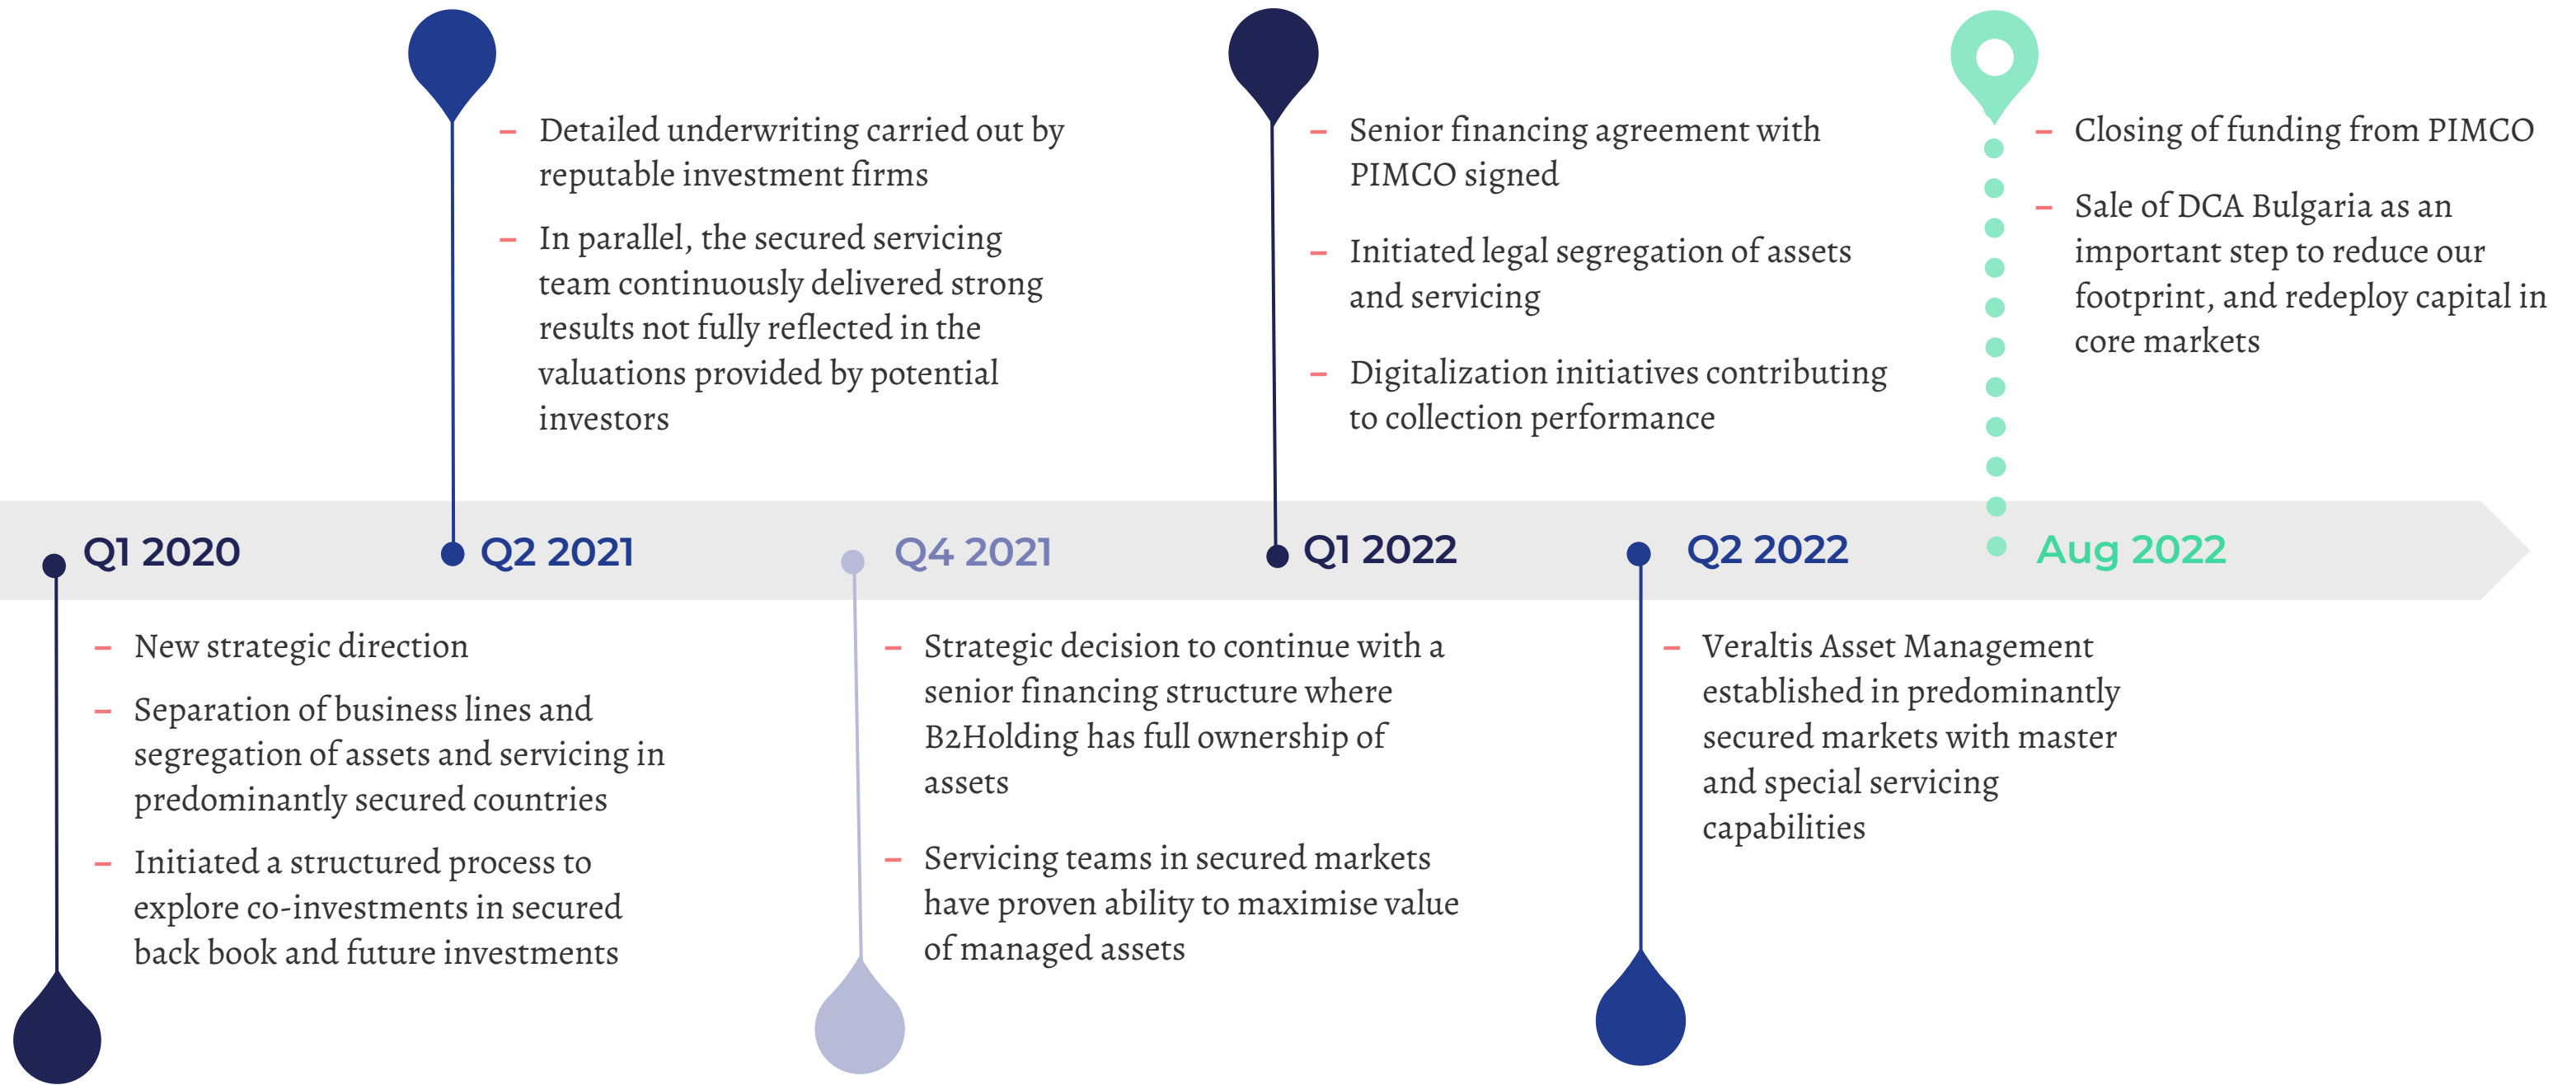 – Detailed underwriting carried out by
reputable investment firms
– In parallel, the secured servicing
team continuously delivered strong
results not fully reflected in the
valuations provided by potential
investors
– Senior financing agreement with
PIMCO signed
– Initiated legal segregation of assets
and servicing
– Digitalization initiatives contributing
to collection performance
– Closing of funding from PIMCO
– Sale of DCA Bulgaria as an
important step to reduce our
footprint, and redeploy capital in
core markets
Q1 2020
Q2 2021
Q4 2021
Q1 2022
Q2 2022
Aug 2022
– New strategic direction
– Separation of business lines and
segregation of assets and servicing in
predominantly secured countries
– Initiated a structured process to
explore co-investments in secured
back book and future investments
– Strategic decision to continue with a
senior financing structure where
B2Holding has full ownership of
assets
– Servicing teams in secured markets
have proven ability to maximise value
of managed assets
– Veraltis Asset Management
established in predominantly
secured markets with master
and special servicing
capabilities